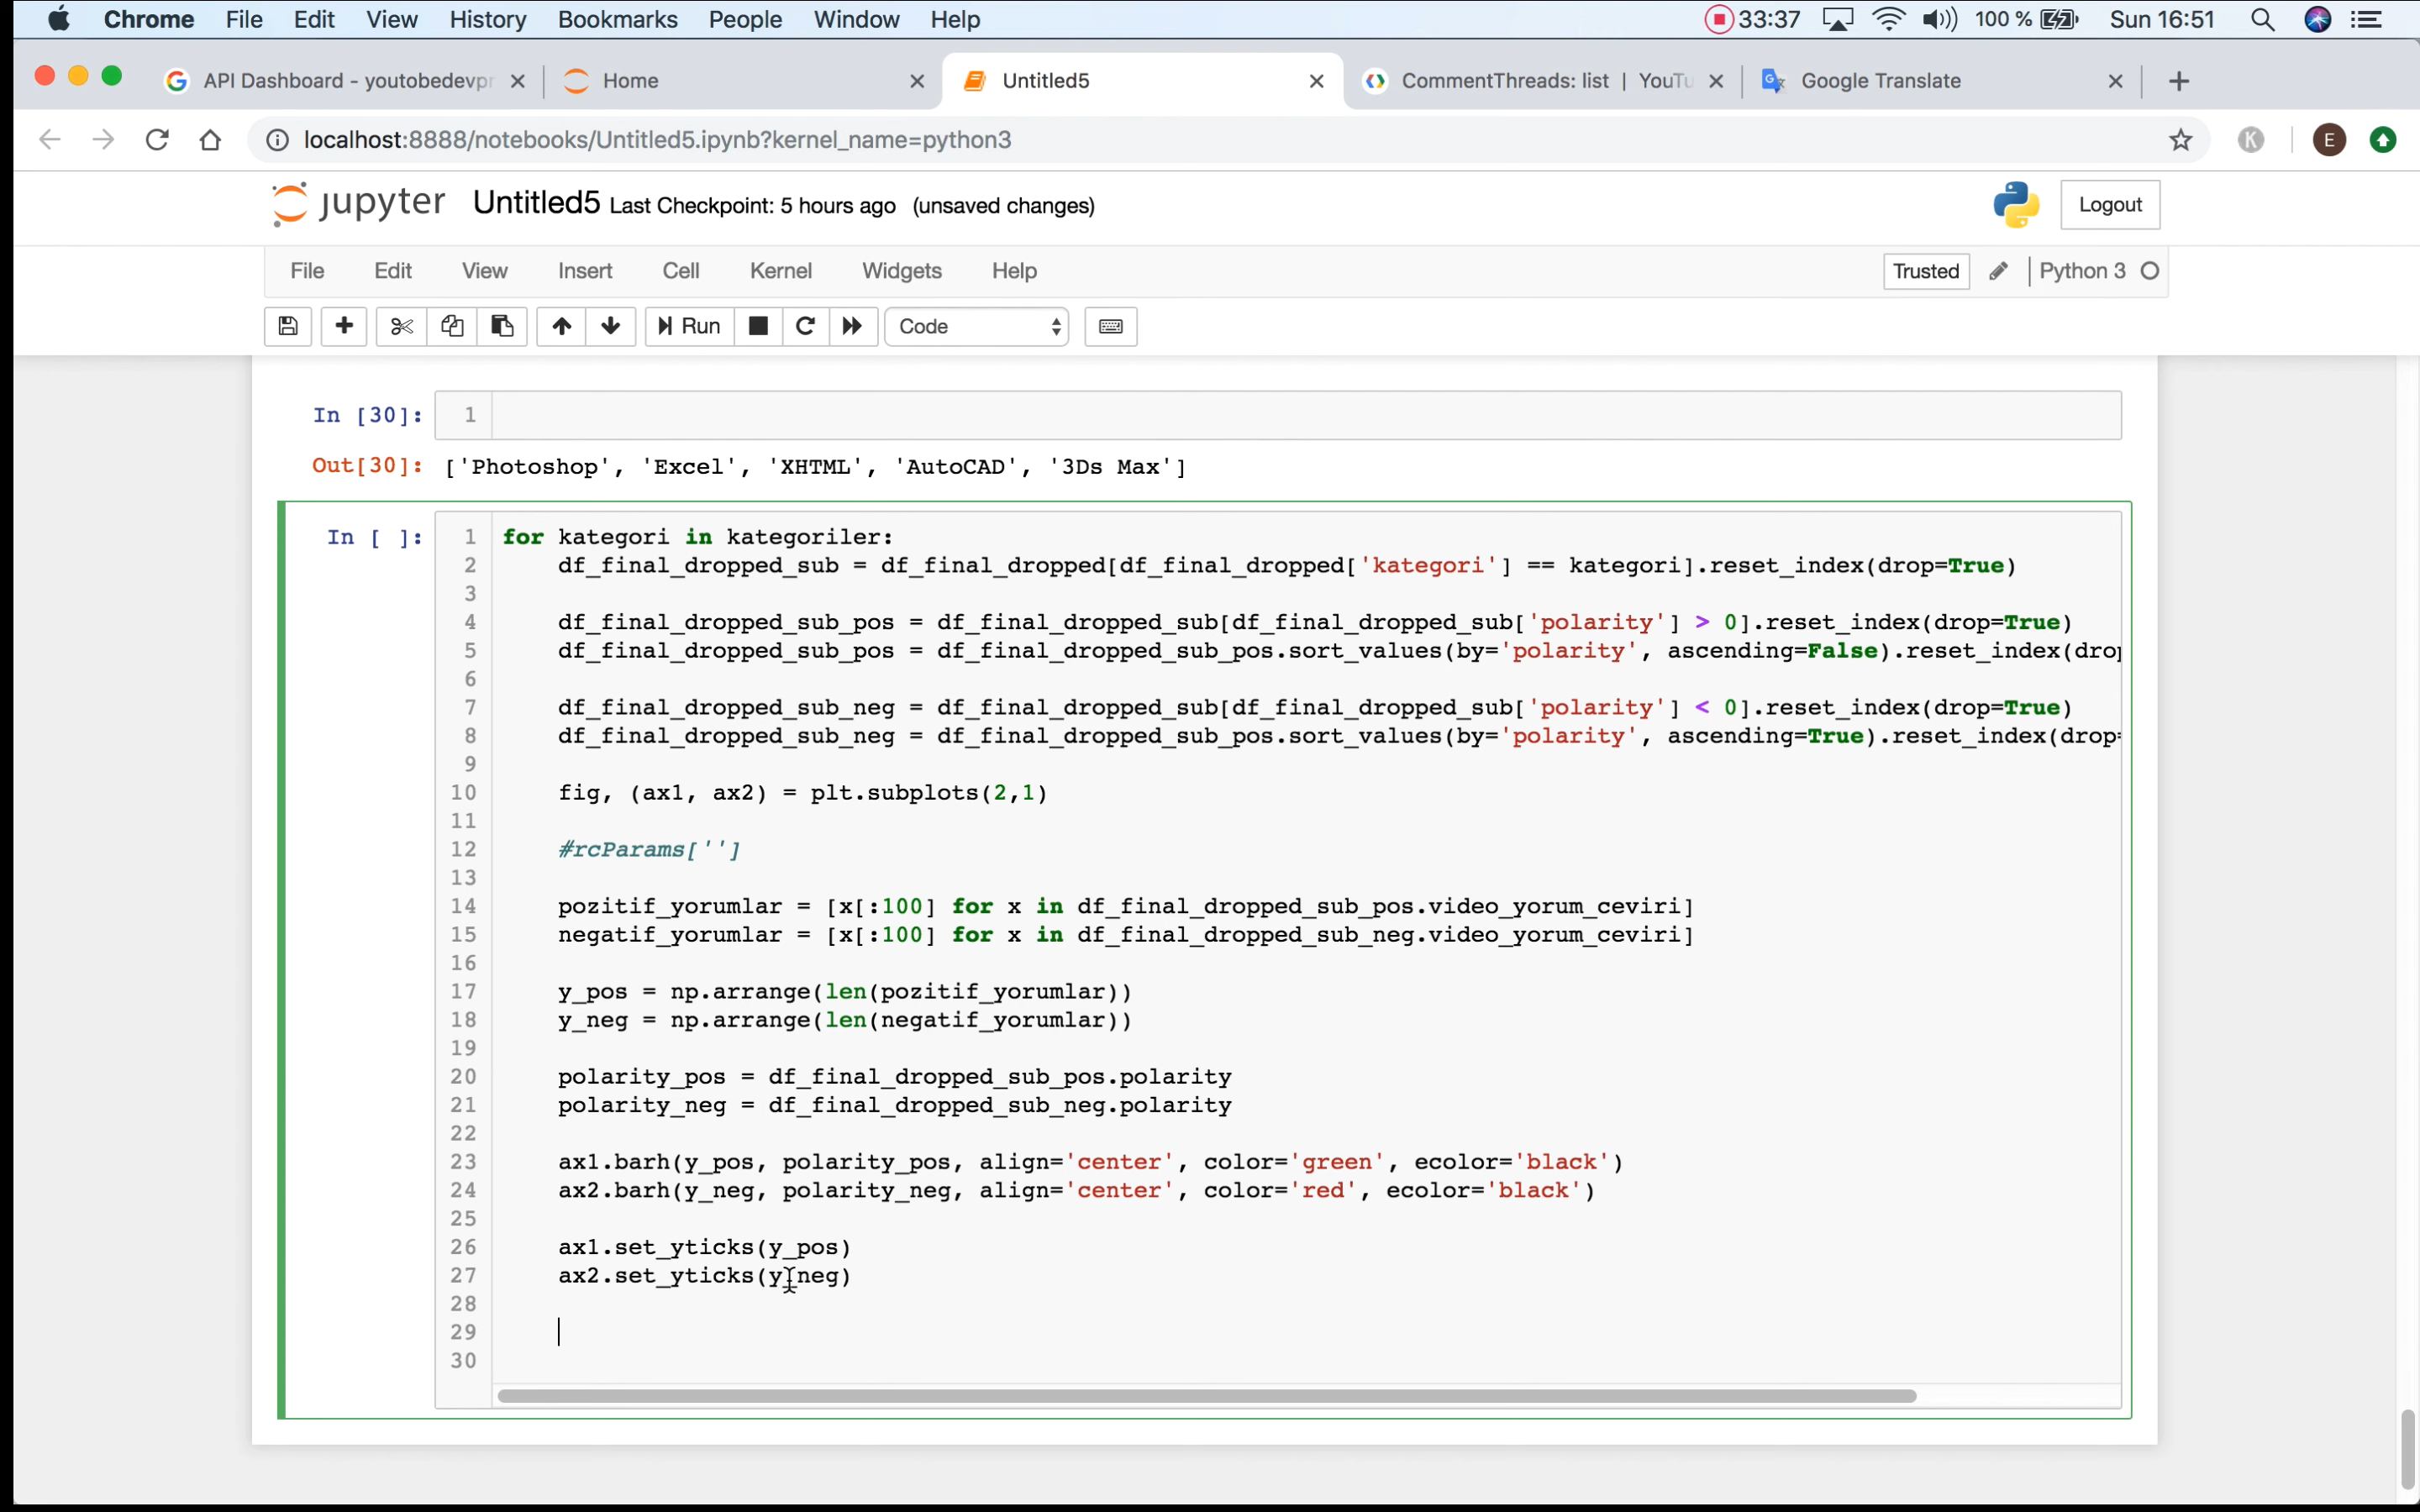 Chrome File Edit View History Bookmarks People Window Help 33:37 100 % Sun 16:51
API Dashboard - youtobedevpr Home Untitled5 CommentThreads: list | YouTu Google Translate
localhost:8888/notebooks/Untitled5.ipynb?kernel_name=python3 K E
jupyter Untitled5 Last Checkpoint: 5 hours ago (unsaved changes) Logout
File Edit View Insert Cell Kernel Widgets Help Trusted Python 3
Run Code
In [30]: 1
Out[30]: ['Photoshop', 'Excel', 'XHTML', 'AutoCAD', '3Ds Max']
In [ ]: 1 for kategori in kategoriler:
2 df_final_dropped_sub = df_final_dropped[df_final_dropped['kategori'] == kategori].reset_index(drop=True)
3
4 df_final_dropped_sub_pos = df_final_dropped_sub[df_final_dropped_sub['polarity'] > 0].reset_index(drop=True)
5 df_final_dropped_sub_pos = df_final_dropped_sub_pos.sort_values(by='polarity', ascending=False).reset_index(drop
6
7 df_final_dropped_sub_neg = df_final_dropped_sub[df_final_dropped_sub['polarity'] < 0].reset_index(drop=True)
8 df_final_dropped_sub_neg = df_final_dropped_sub_pos.sort_values(by='polarity', ascending=True).reset_index(drop=
9
10 fig, (ax1, ax2) = plt.subplots(2,1)
11
12 #rcParams['']
13
14 pozitif_yorumlar = [x[:100] for x in df_final_dropped_sub_pos.video_yorum_ceviri]
15 negatif_yorumlar = [x[:100] for x in df_final_dropped_sub_neg.video_yorum_ceviri]
16
17 y_pos = np.arrange(len(pozitif_yorumlar))
18 y_neg = np.arrange(len(negatif_yorumlar))
19
20 polarity_pos = df_final_dropped_sub_pos.polarity
21 polarity_neg = df_final_dropped_sub_neg.polarity
22
23 ax1.barh(y_pos, polarity_pos, align='center', color='green', ecolor='black')
24 ax2.barh(y_neg, polarity_neg, align='center', color='red', ecolor='black')
25
26 ax1.set_yticks(y_pos)
27 ax2.set_yticks(y_neg)
28
29
30